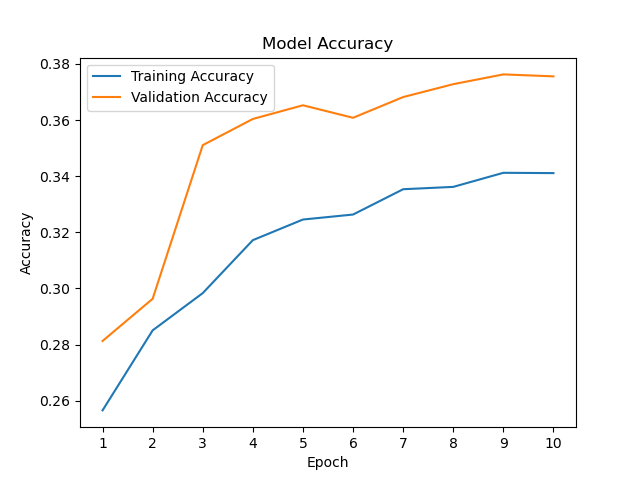 Model Accuracy
Training Accuracy
Validation Accuracy
0.38
0.36
0.34
0.32
0.30
0.28
0.26
Accuracy
1 2 3 4 5 6 7 8 9 10
Epoch